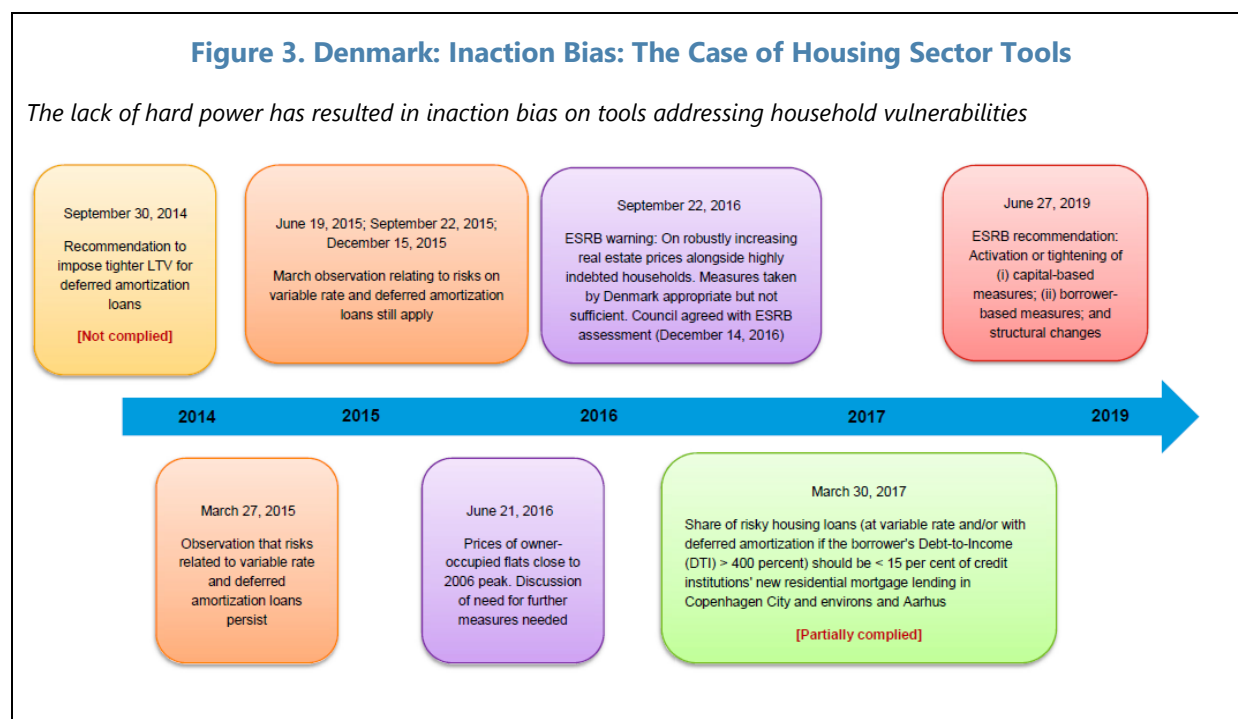 Figure 3. Denmark: Inaction Bias: The Case of Housing Sector Tools
The lack of hard power has resulted in inaction bias on tools addressing household vulnerabilities
September 30, 2014
Recommendation to
impose tighter LTV for
deferred amortization
loans
[Not complied]
June 19, 2015; September 22, 2015;
December 15, 2015
March observation relating to risks on
variable rate and deferred amortization
loans still apply
September 22, 2016
ESRB warning: On robustly increasing
real estate prices alongside highly
indebted households. Measures taken
by Denmark appropriate but not
sufficient. Council agreed with ESRB
assessment (December 14, 2016)
June 27, 2019
ESRB recommendation:
Activation or tightening of
(i) capital-based
measures; (ii) borrower-
based measures; and
structural changes
2014
2015
2016
2017
2019
March 27, 2015
Observation that risks
related to variable rate
and deferred
amortization loans
persist
June 21, 2016
Prices of owner-
occupied flats close to
2006 peak. Discussion
of need for further
measures needed
March 30, 2017
Share of risky housing loans (at variable rate and/or with
deferred amortization if the borrower's Debt-to-Income
(DTI) > 400 percent) should be < 15 per cent of credit
institutions' new residential mortgage lending in
Copenhagen City and environs and Aarhus
[Partially complied]